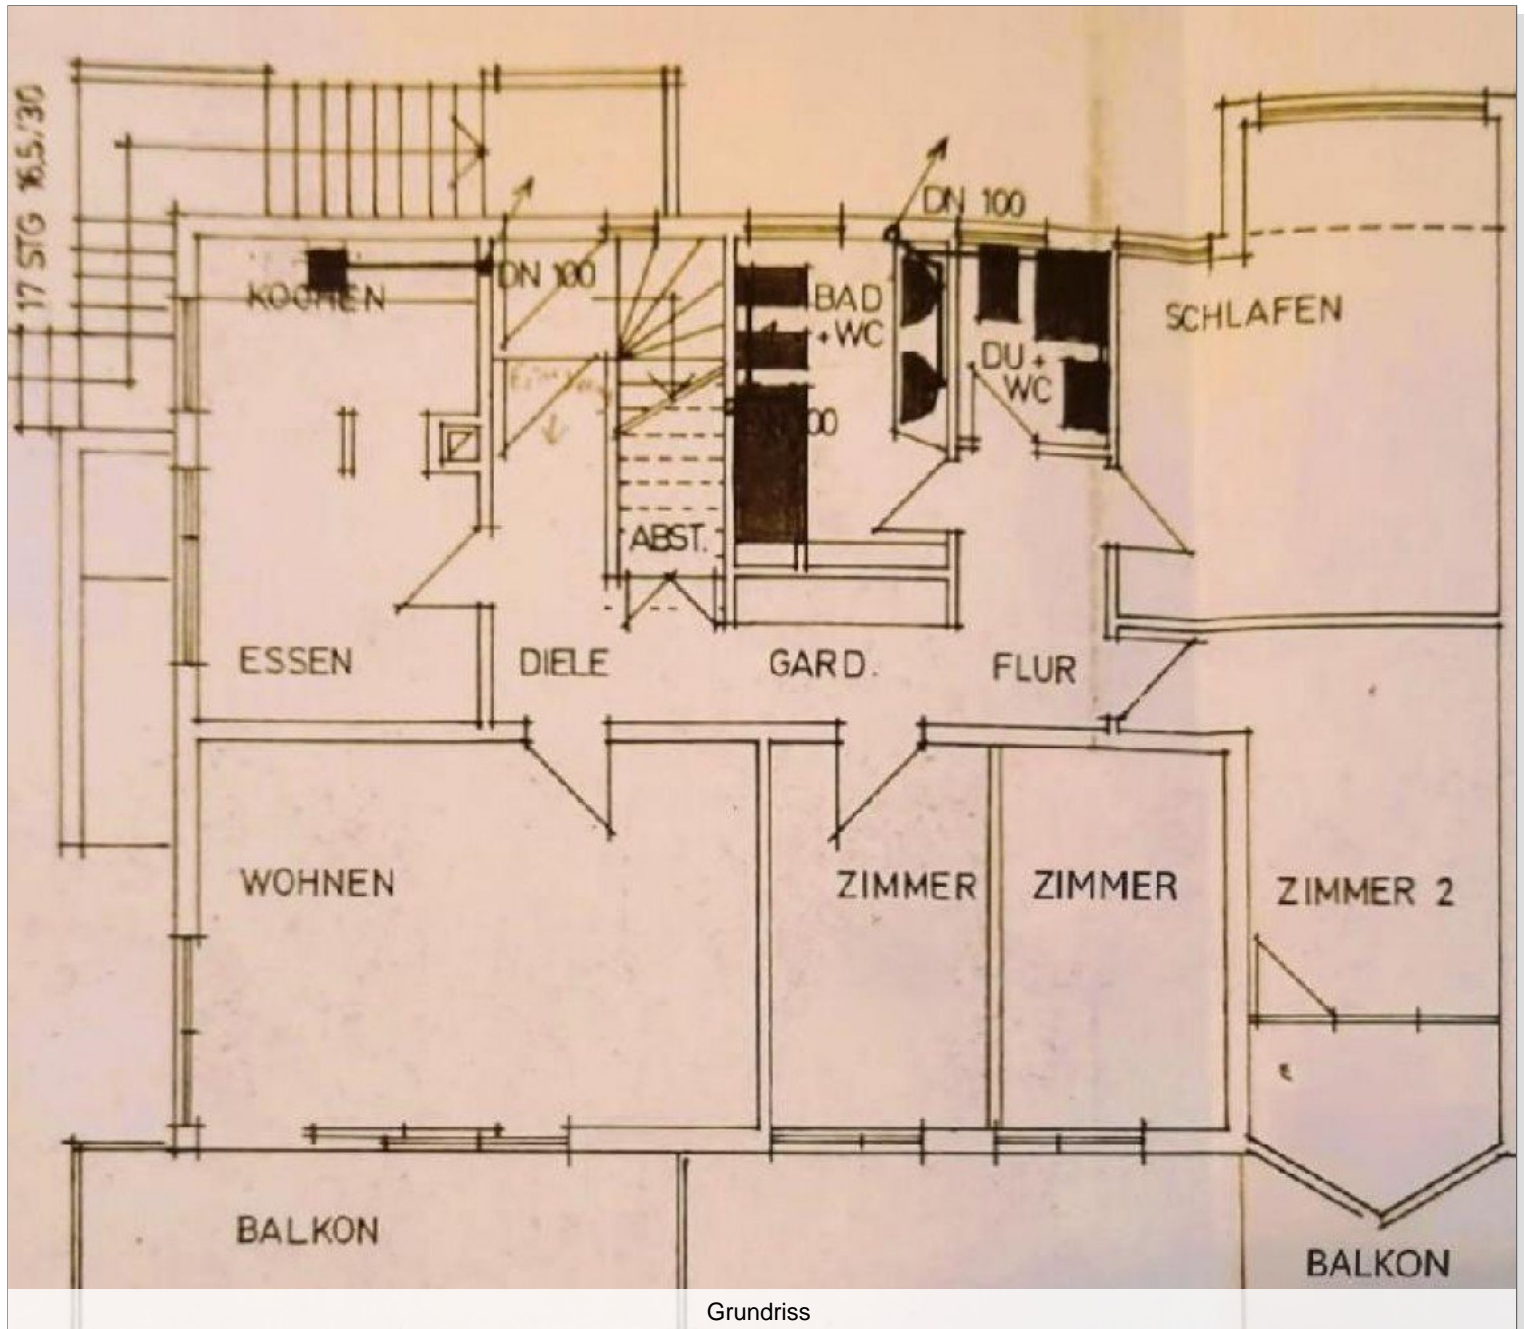 17 STG 16,5/30
DN 100
KOCHEN
DN 100
BAD
+WC
SCHLAFEN
DU +
WC
00
ABST.
ESSEN
DIELE
GARD.
FLUR
WOHNEN
ZIMMER
ZIMMER
ZIMMER 2
BALKON
BALKON
Grundriss